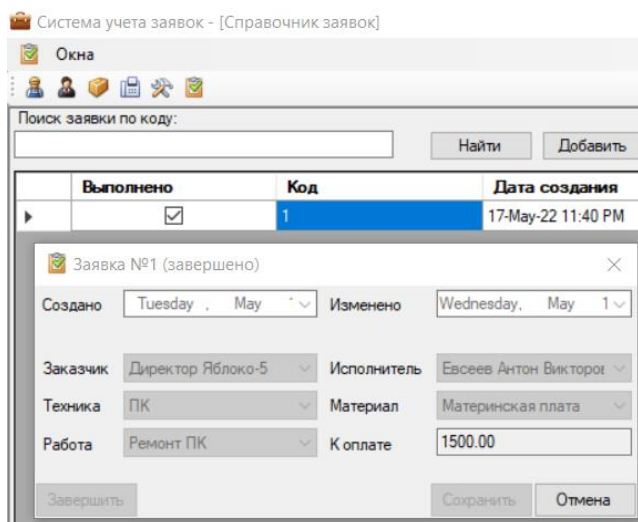 Система учета заявок - [Справочник заявок]
Окна
Поиск заявки по коду:
Найти Добавить
Выполнено Код Дата создания
1 17-May-22 11:40 PM
Заявка №1 (завершено)
Создано Tuesday , May Изменено Wednesday, May 1
Заказчик Директор Яблоко-5 Исполнитель Евсеев Антон Виктор
Техника ПК Материал Материнская плата
Работа Ремонт ПК К оплате 1500.00
Завершить Сохранить Отмена